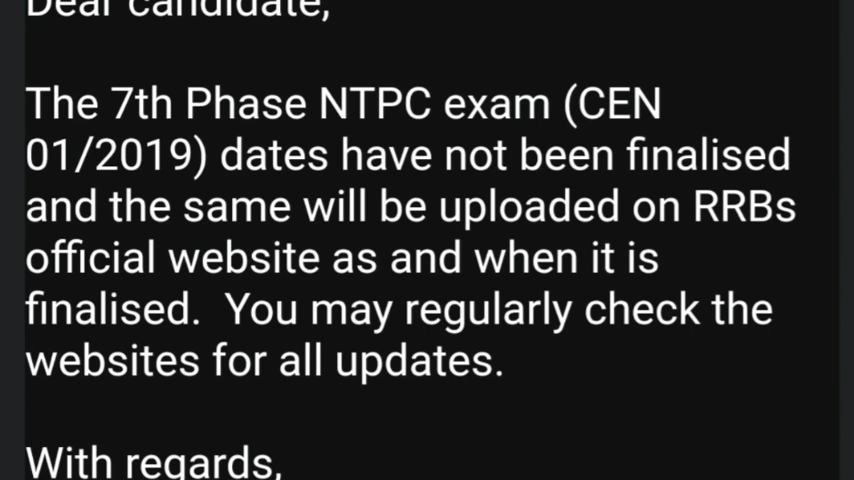 Dear candidate,
The 7th Phase NTPC exam (CEN
01/2019) dates have not been finalised
and the same will be uploaded on RRBs
official website as and when it is
finalised.  You may regularly check the
websites for all updates.
With regards,